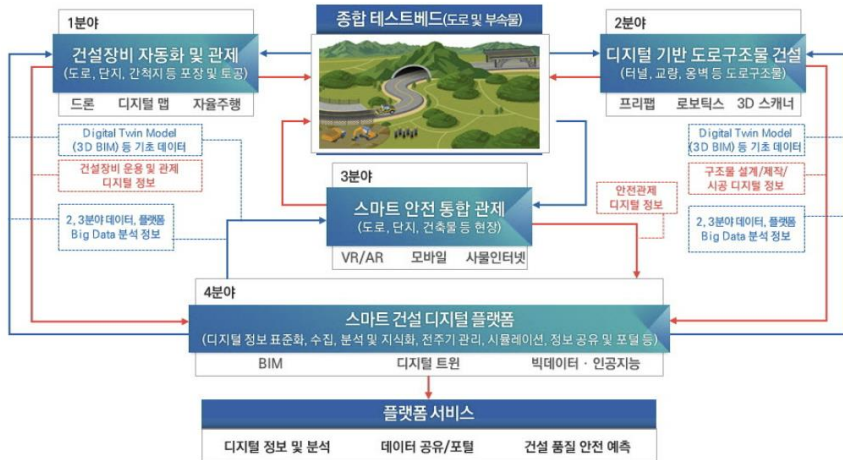 1분야
건설장비 자동화 및 관제
(도로, 단지, 간척지 등 포장 및 토공)
드론 디지털 맵 자율주행
종합 테스트베드(도로 및 부속물)
2분야
디지털 기반 도로구조물 건설
(터널, 교량, 옹벽 등 도로구조물)
프리팹 로보틱스 3D 스캐너
Digital Twin Model
(3D BIM) 등 기초 데이터
건설장비 운용 및 관제
디지털 정보
2, 3분야 데이터, 플랫폼
Big Data 분석 정보
3분야
스마트 안전 통합 관제
(도로, 단지, 건축물 등 현장)
VR/AR 모바일 사물인터넷
안전관제
디지털 정보
Digital Twin Model
(3D BIM) 등 기초 데이터
구조물 설계/제작/
시공 디지털 정보
2, 3분야 데이터, 플랫폼
Big Data 분석 정보
4분야
스마트 건설 디지털 플랫폼
(디지털 정보 표준화, 수집, 분석 및 지식화, 전주기 관리, 시뮬레이션, 정보 공유 및 포털 등)
BIM 디지털 트윈 빅데이터 · 인공지능
플랫폼 서비스
디지털 정보 및 분석 데이터 공유/포털 건설 품질 안전 예측